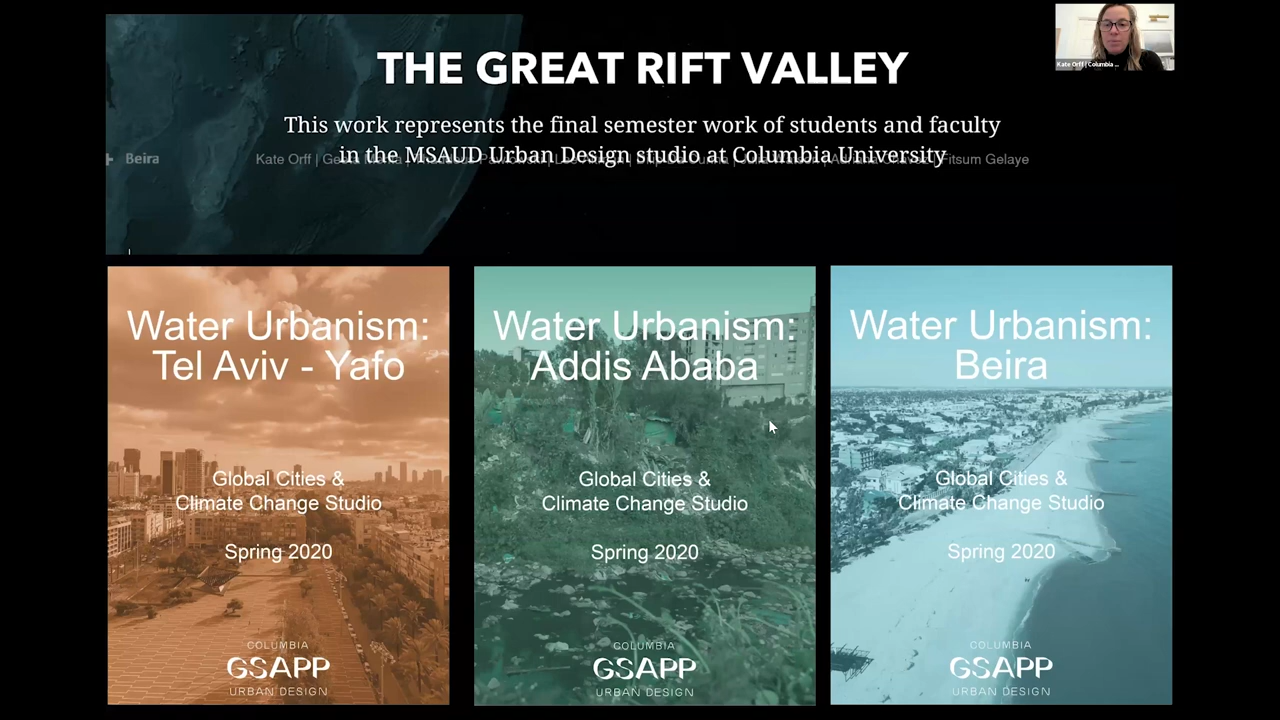 THE GREAT RIFT VALLEY
Kate Orff | Columbia ...
This work represents the final semester work of students and faculty
in the MSAUD Urban Design studio at Columbia University
Beira
Kate Orff |
Fitsum Gelaye
Water Urbanism:
Tel Aviv - Yafo
Global Cities &
Climate Change Studio
Spring 2020
COLUMBIA
GSAPP
URBAN DESIGN
Water Urbanism:
Addis Ababa
Global Cities &
Climate Change Studio
Spring 2020
COLUMBIA
GSAPP
URBAN DESIGN
Water Urbanism:
Beira
Global Cities &
Climate Change Studio
Spring 2020
COLUMBIA
GSAPP
URBAN DESIGN